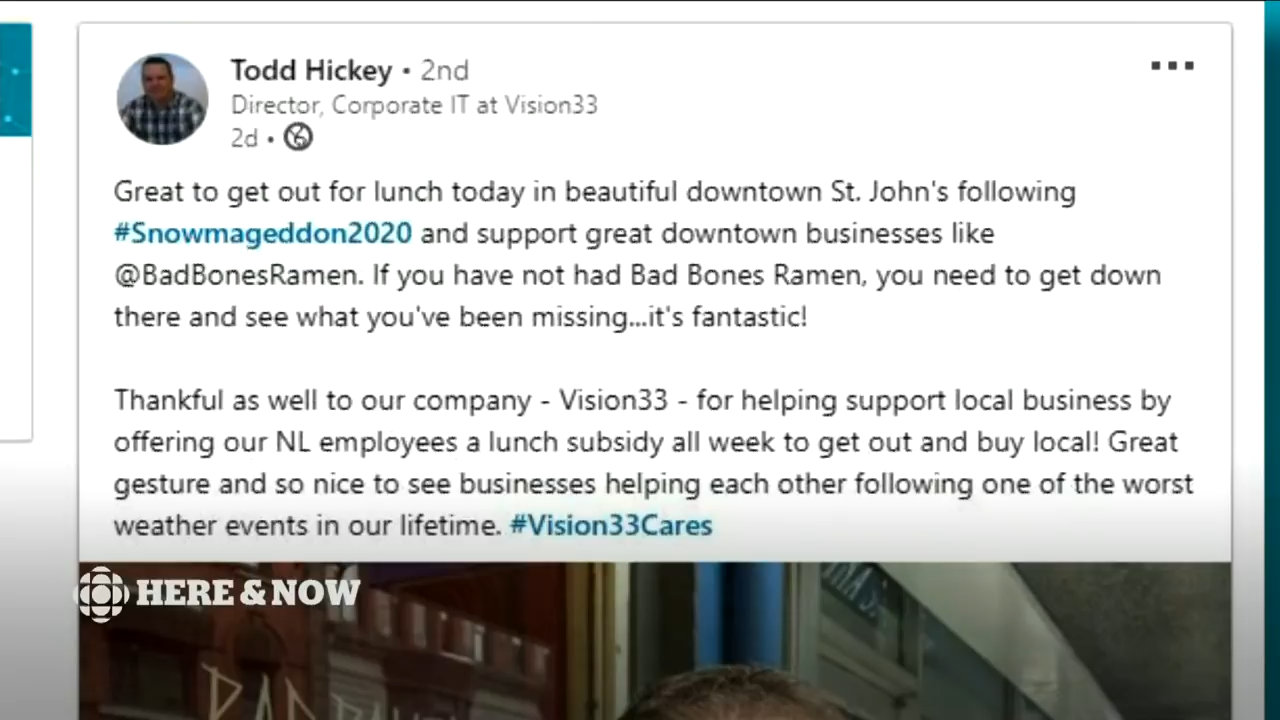 Todd Hickey • 2nd
Director, Corporate IT at Vision33
2d •
Great to get out for lunch today in beautiful downtown St. John's following
#Snowmageddon2020 and support great downtown businesses like
@BadBonesRamen. If you have not had Bad Bones Ramen, you need to get down
there and see what you've been missing...it's fantastic!
Thankful as well to our company - Vision33 - for helping support local business by
offering our NL employees a lunch subsidy all week to get out and buy local! Great
gesture and so nice to see businesses helping each other following one of the worst
weather events in our lifetime. #Vision33Cares
HERE & NOW
BAD